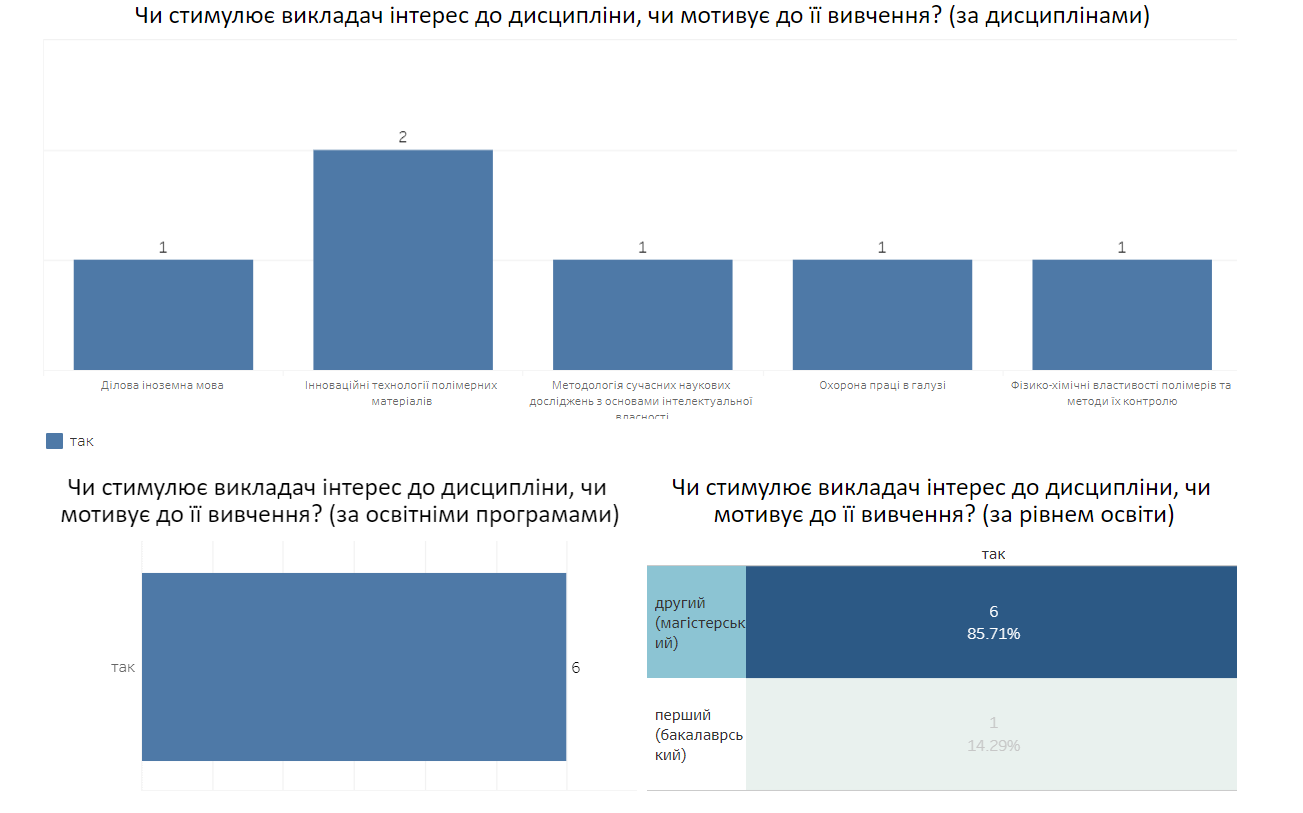 Чи стимулює викладач інтерес до дисципліни, чи мотивує до її вивчення? (за дисциплінами)
2
1
1
1
1
Ділова іноземна мова
Інноваційні технології полімерних
матеріалів
Методологія сучасних наукових
досліджень з основами інтелектуальної
власності
Охорона праці в галузі
Фізико-хімічні властивості полімерів та
методи їх контролю
так
Чи стимулює викладач інтерес до дисципліни, чи
мотивує до її вивчення? (за освітніми програмами)
так
6
Чи стимулює викладач інтерес до дисципліни, чи
мотивує до її вивчення? (за рівнем освіти)
так
другий
(магістерськ
ий)
6
85.71%
перший
(бакалаврсь
кий)
1
14.29%